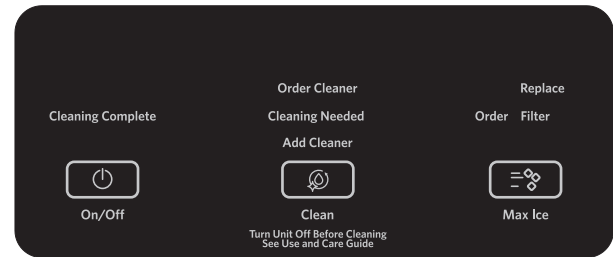 Order Cleaner
Replace
Cleaning Complete
Cleaning Needed
Order Filter
Add Cleaner
On/Off
Clean
Max Ice
Turn Unit Off Before Cleaning
See Use and Care Guide